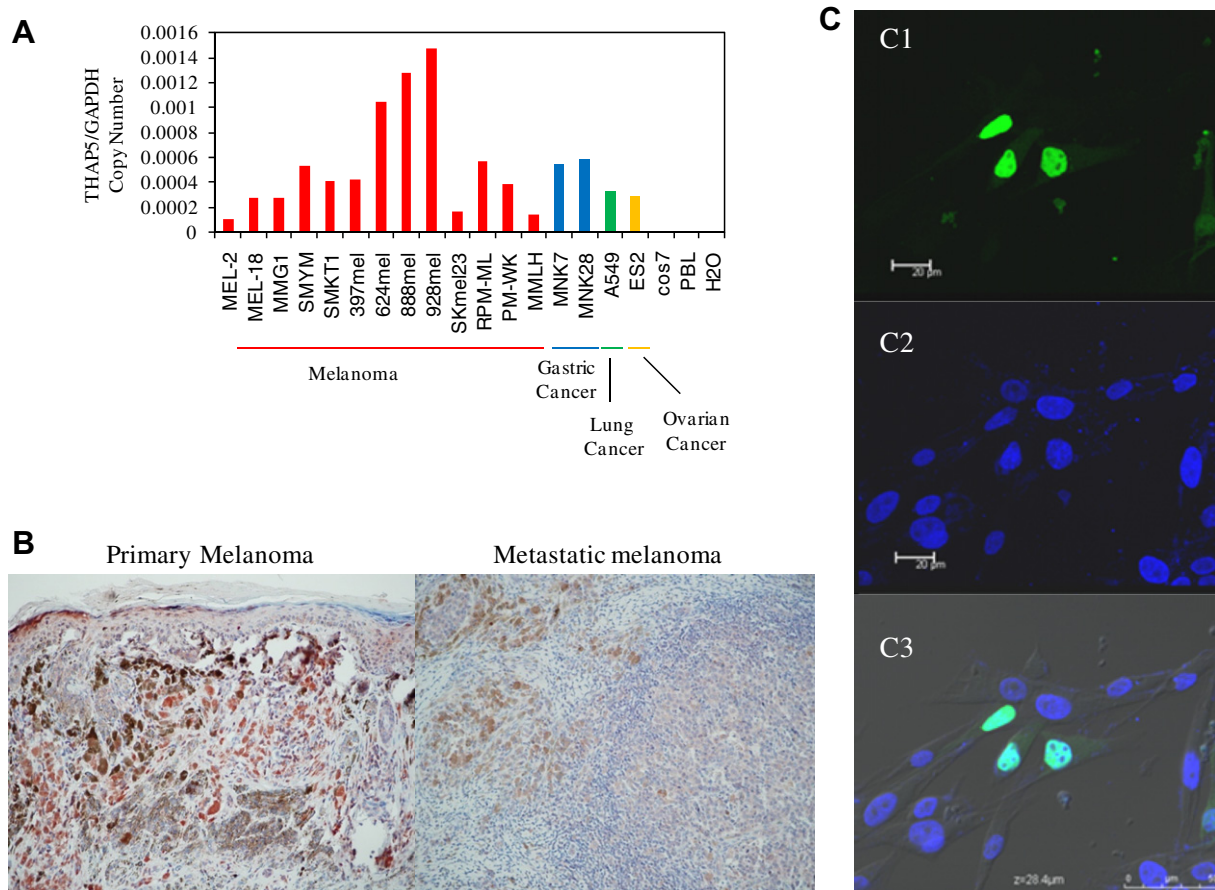 A
THAP5/GAPDH
Copy Number
0.0016
0.0014
0.0012
0.001
0.0008
0.0006
0.0004
0.0002
0
MEL-2
MEL-18
MMG1
SMYM
SMKT1
397mel
624mel
888mel
928mel
SKmel23
RPM-ML
PM-WK
MMLH
MNK7
MNK28
A549
ES2
cos7
PBL
H2O
Melanoma
Gastric
Cancer
Lung
Cancer
Ovarian
Cancer
B
Primary Melanoma
Metastatic melanoma
C
C1
20 µm
C2
20 µm
C3
z=28.4µm
0 µm